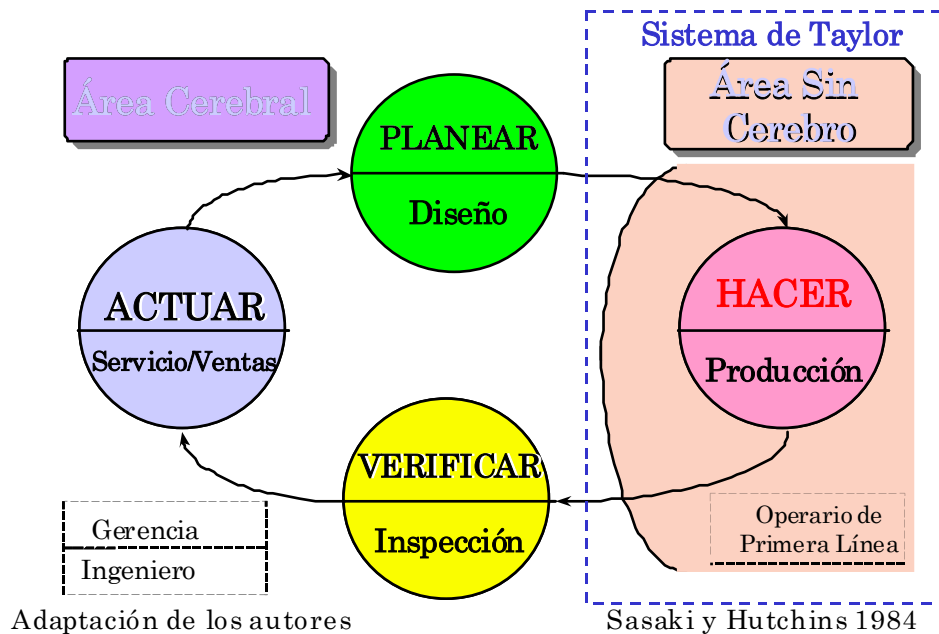 Sistema de Taylor
Área Cerebral
Área Sin
Cerebro
PLANEAR
Diseño
ACTUAR
Servicio/Ventas
HACER
Producción
VERIFICAR
Inspección
Gerencia
Ingeniero
Operario de
Primera Línea
Adaptación de los autores
Sasaki y Hutchins 1984